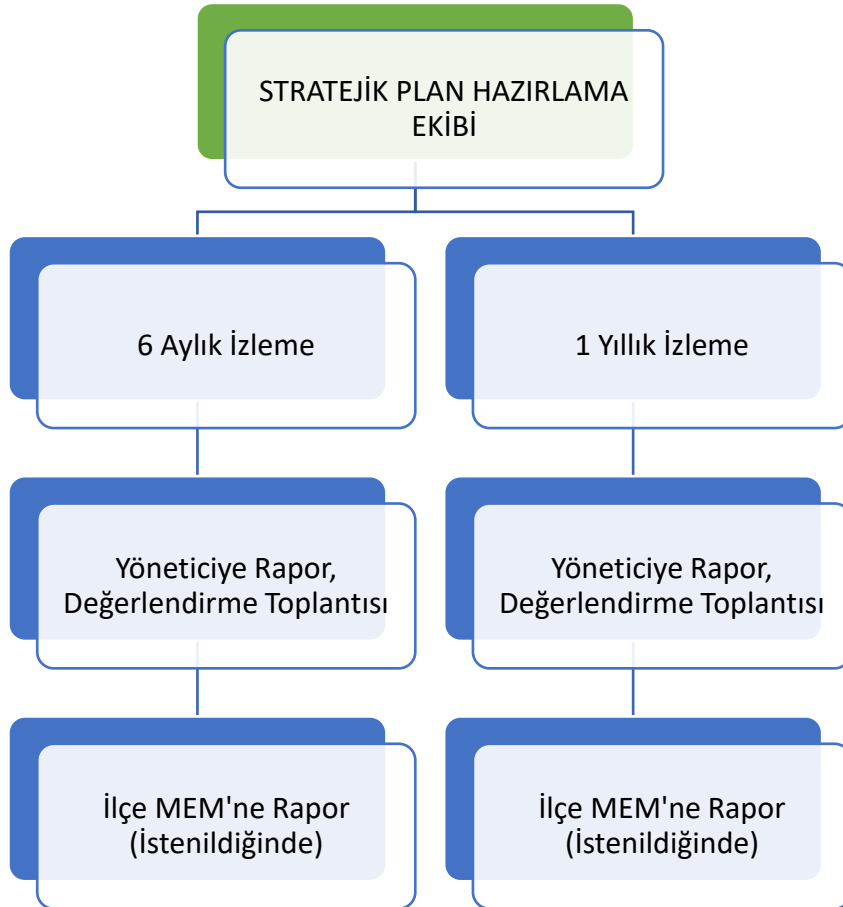 STRATEJİK PLAN HAZIRLAMA
EKİBİ
6 Aylık İzleme
1 Yıllık İzleme
Yöneticiye Rapor,
Değerlendirme Toplantısı
Yöneticiye Rapor,
Değerlendirme Toplantısı
İlçe MEM'ne Rapor
(İstenildiğinde)
İlçe MEM'ne Rapor
(İstenildiğinde)